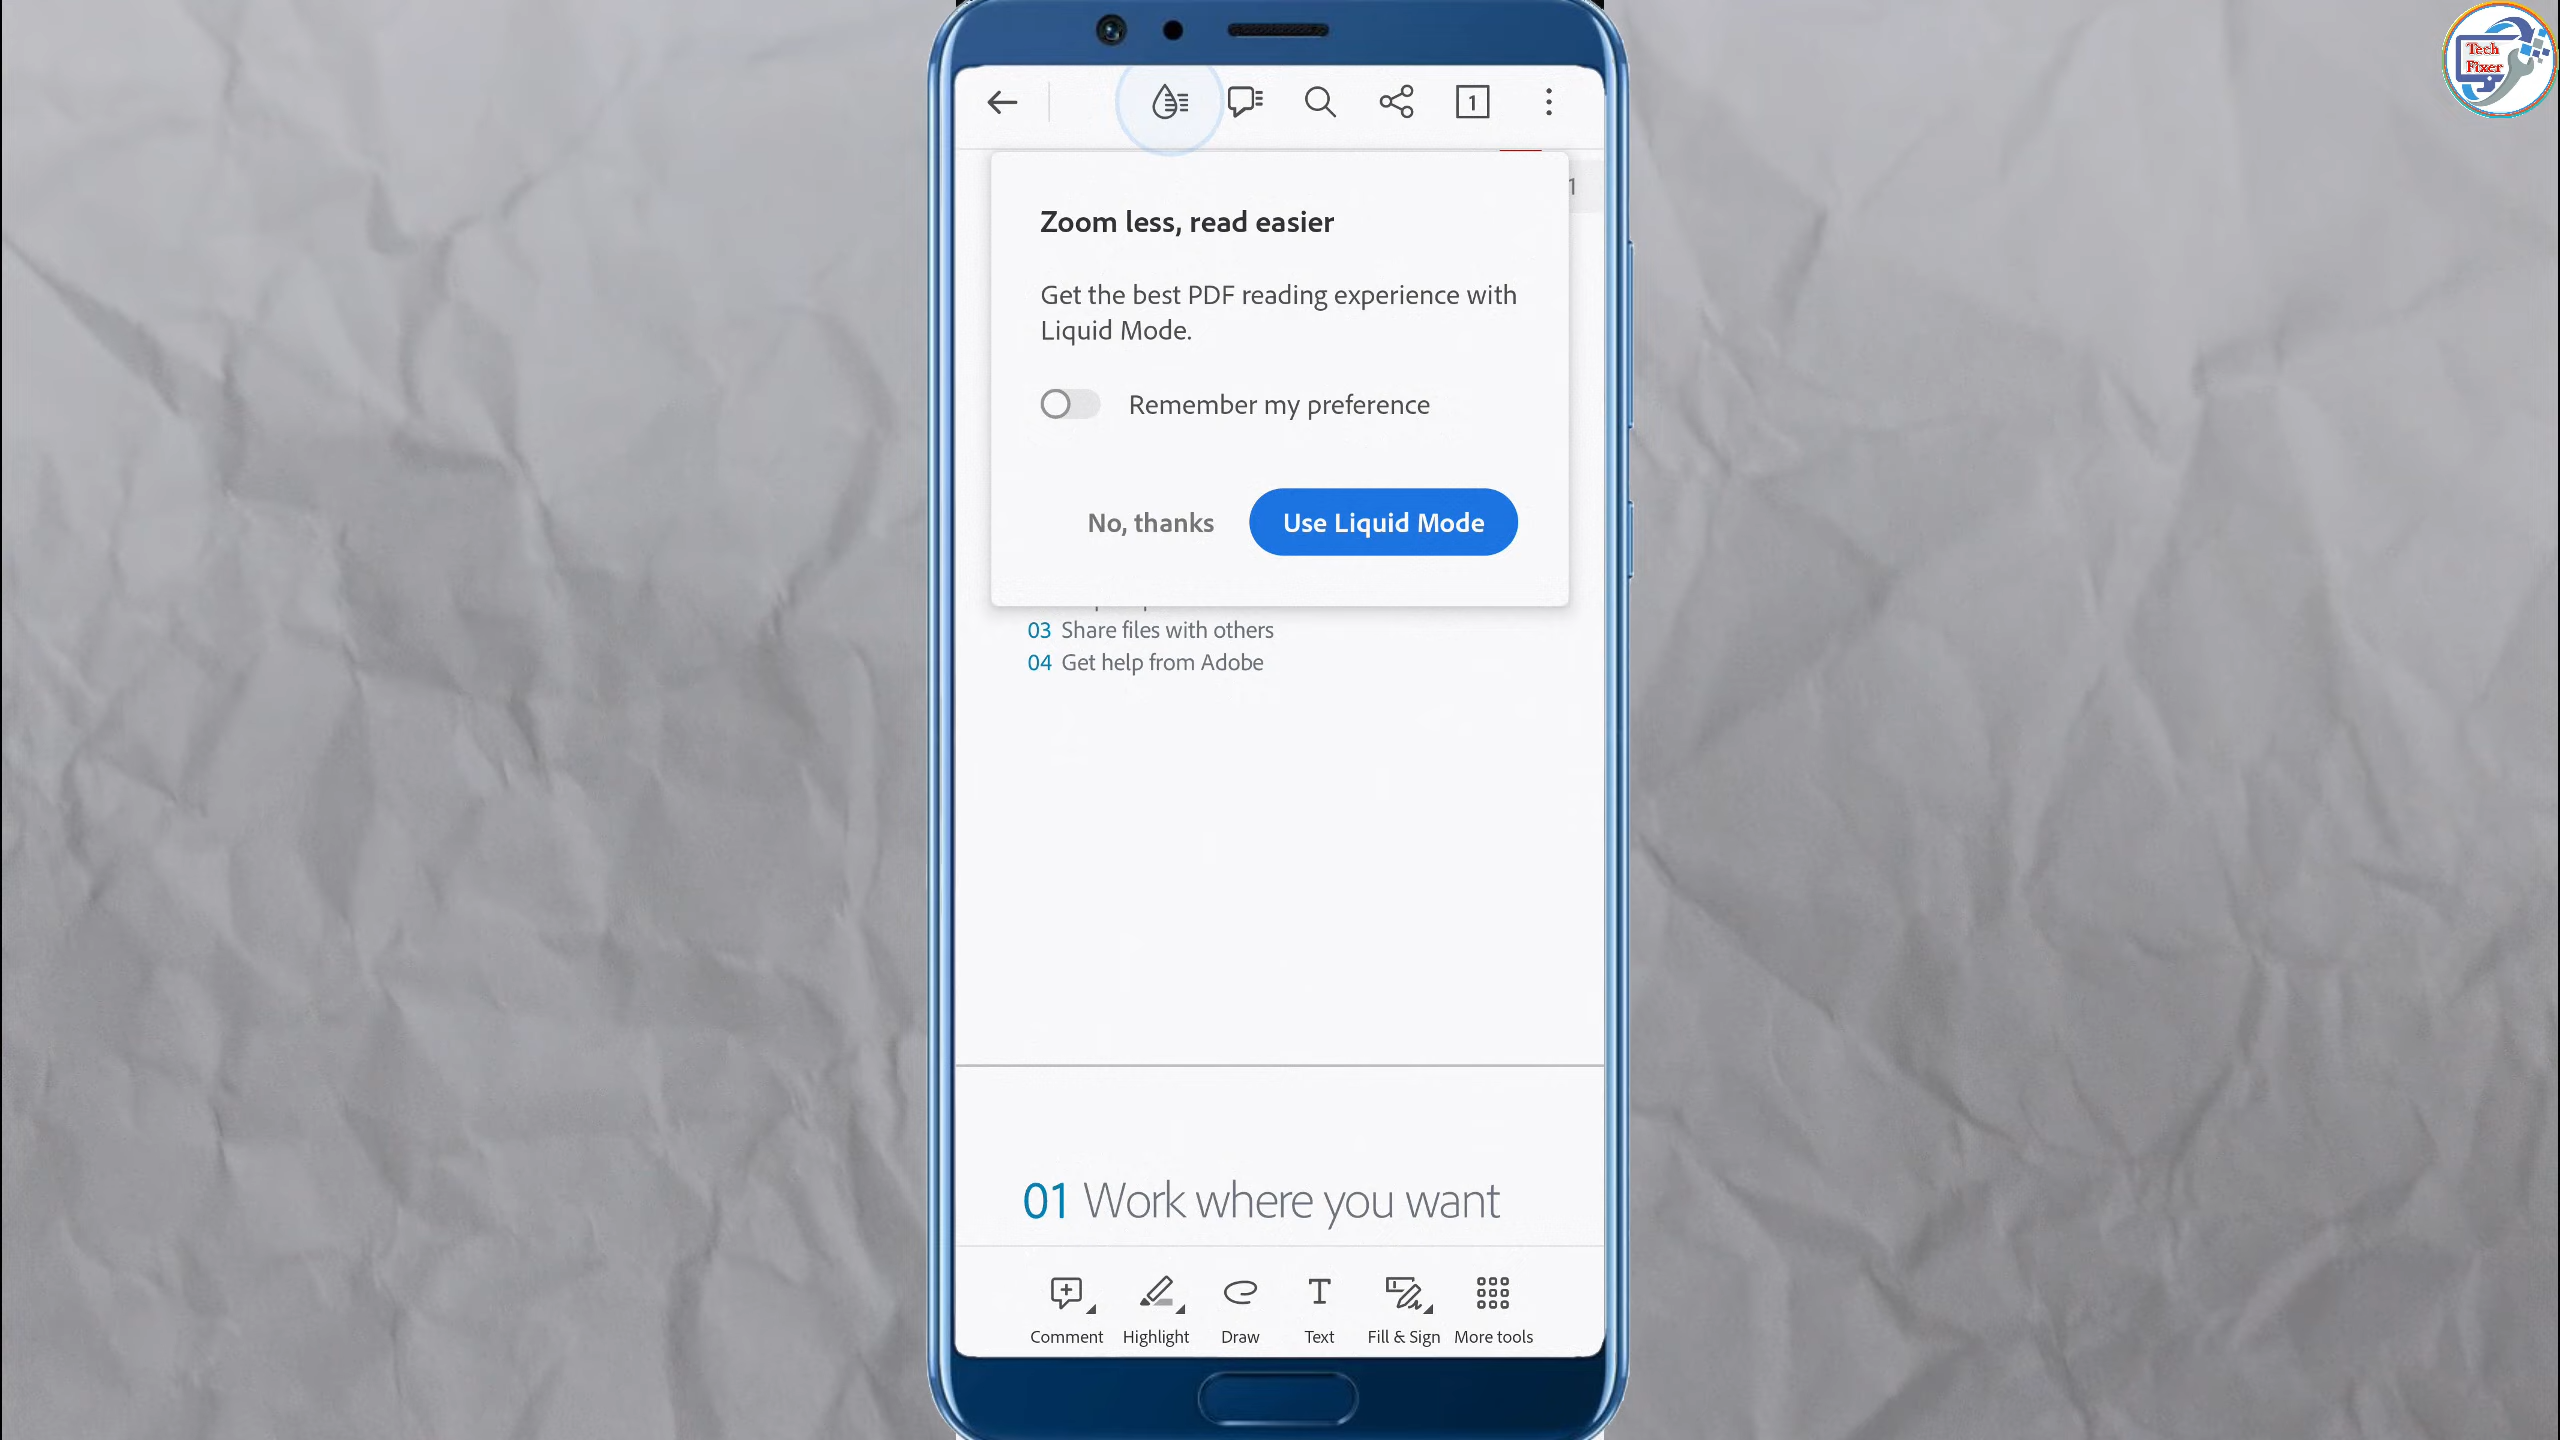 Tech
Fixer
1
1
Zoom less, read easier
Get the best PDF reading experience with
Liquid Mode.
Remember my preference
No, thanks
Use Liquid Mode
03 Share files with others
04 Get help from Adobe
01 Work where you want
Comment
Highlight
Draw
Text
Fill & Sign
More tools